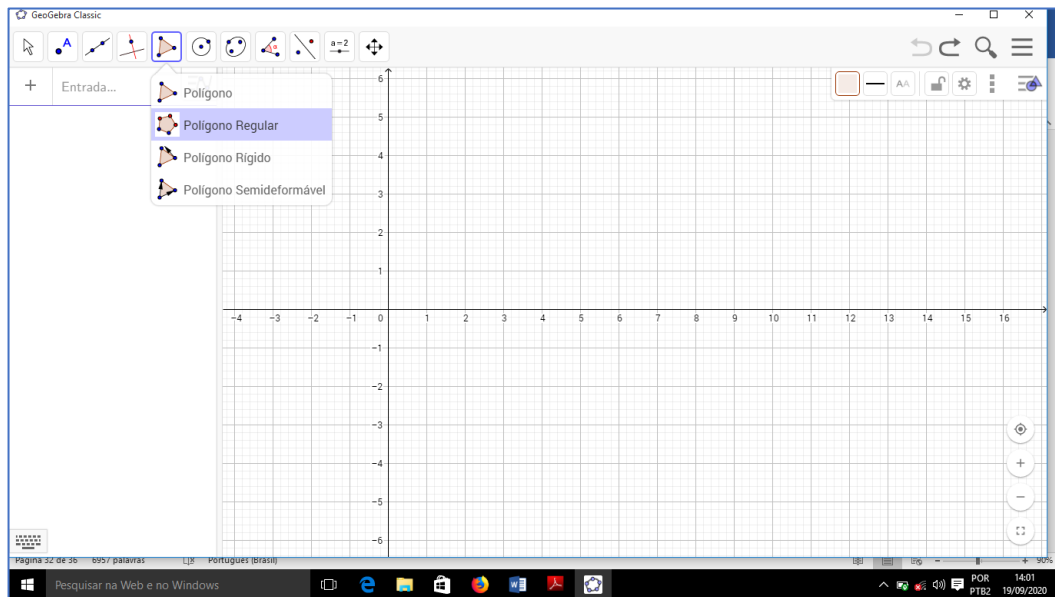 GeoGebra Classic
A
α
a=2
+ Entrada...
AA
Polígono
Polígono Regular
Polígono Rígido
Polígono Semideformável
6
5
4
3
2
1
-4 -3 -2 -1 0 1 2 3 4 5 6 7 8 9 10 11 12 13 14 15 16
-1
-2
-3
-4
-5
-6
Página 32 de 36 6957 palavras Português (Brasil) 90%
Pesquisar na Web e no Windows
POR 14:01
PTB2 19/09/2020